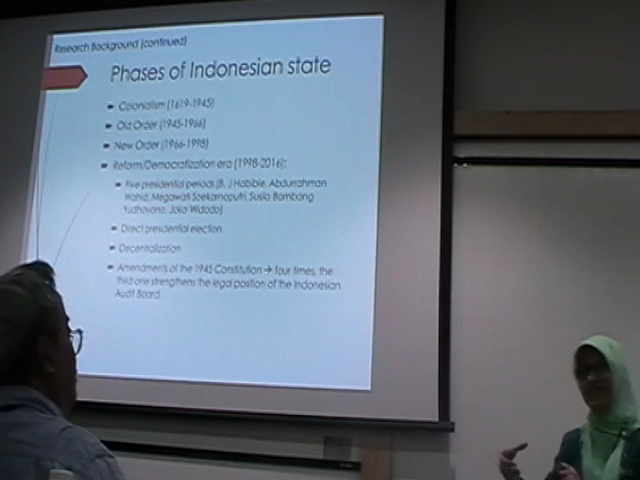 Research Background (continued)
Phases of Indonesian state
Colonialism (1619-1945)
Old Order (1945-1966)
New Order (1966-1998)
Reform/Democratization era (1998-2016):
Five presidential periods (B. J Habibie, Abdurrahman
Wahid, Megawati Soekarnoputri, Susilo Bambang
Yudhoyono, Joko Widodo)
Direct presidential election
Decentralization
Amendments of the 1945 Constitution → four times, the
third one strengthens the legal position of the Indonesian
Audit Board.